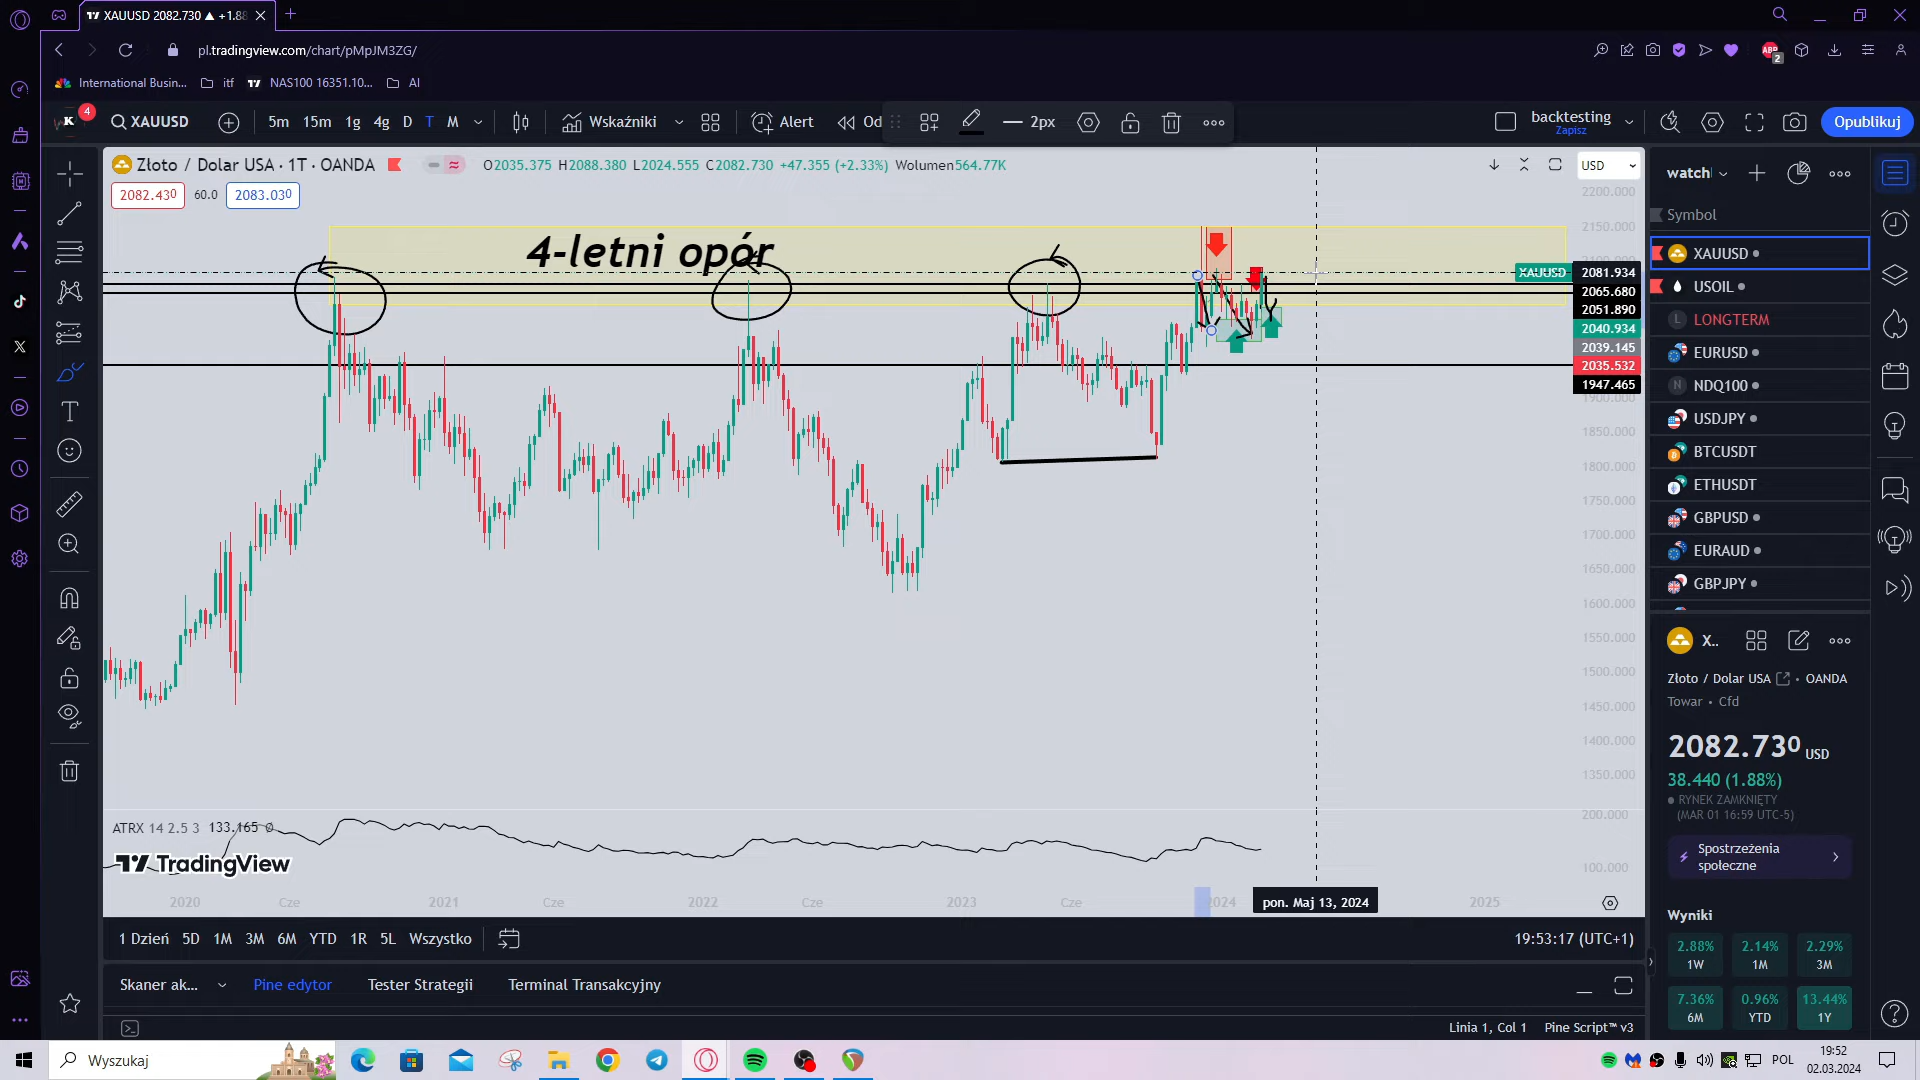 XAUUSD 2082.730 ▲ +1.88
pl.tradingview.com/chart/pMpJM3ZG/
ABP
2
International Busin...
itf
NAS100 16351.10...
AI
4
XAUUSD
5m 15m 1g 4g D T M
Wskaźniki
Alert
Od
2px
backtesting
Zapisz
Opublikuj
Złoto / Dolar USA · 1T · OANDA
O2035.375 H2088.380 L2024.555 C2082.730 +47.355 (+2.33%) Wolumen564.77K
USD
2082.430 60.0 2083.030
4-letni opór
2200.000
2150.000
XAUUSD 2081.934
2065.680
2051.890
2040.934
2039.145
2035.532
1947.465
1900.000
1850.000
1800.000
1750.000
1700.000
1650.000
1600.000
1550.000
1500.000
1450.000
1400.000
1350.000
200.000
100.000
ATRX 14 2.5 3 133.165 ∅
TradingView
2020 Cze 2021 Cze 2022 Cze 2023 Cze 2024 pon. Maj 13, 2024 2025
1 Dzień 5D 1M 3M 6M YTD 1R 5L Wszystko
19:53:17 (UTC+1)
Skaner ak... Pine edytor Tester Strategii Terminal Transakcyjny
Linia 1, Col 1 Pine Script™ v3
watchl
Symbol
XAUUSD
USOIL
LONGTERM
EURUSD
NDQ100
USDJPY
BTCUSDT
ETHUSDT
GBPUSD
EURAUD
GBPJPY
X..
Złoto / Dolar USA · OANDA
Towar · Cfd
2082.730 USD
38.440 (1.88%)
RYNEK ZAMKNIĘTY
(MAR 01 16:59 UTC-5)
Spostrzeżenia
społeczne
Wyniki
2.88% 2.14% 2.29%
1W 1M 3M
7.36% 0.96% 13.44%
6M YTD 1Y
Wyszukaj
POL
19:52
02.03.2024